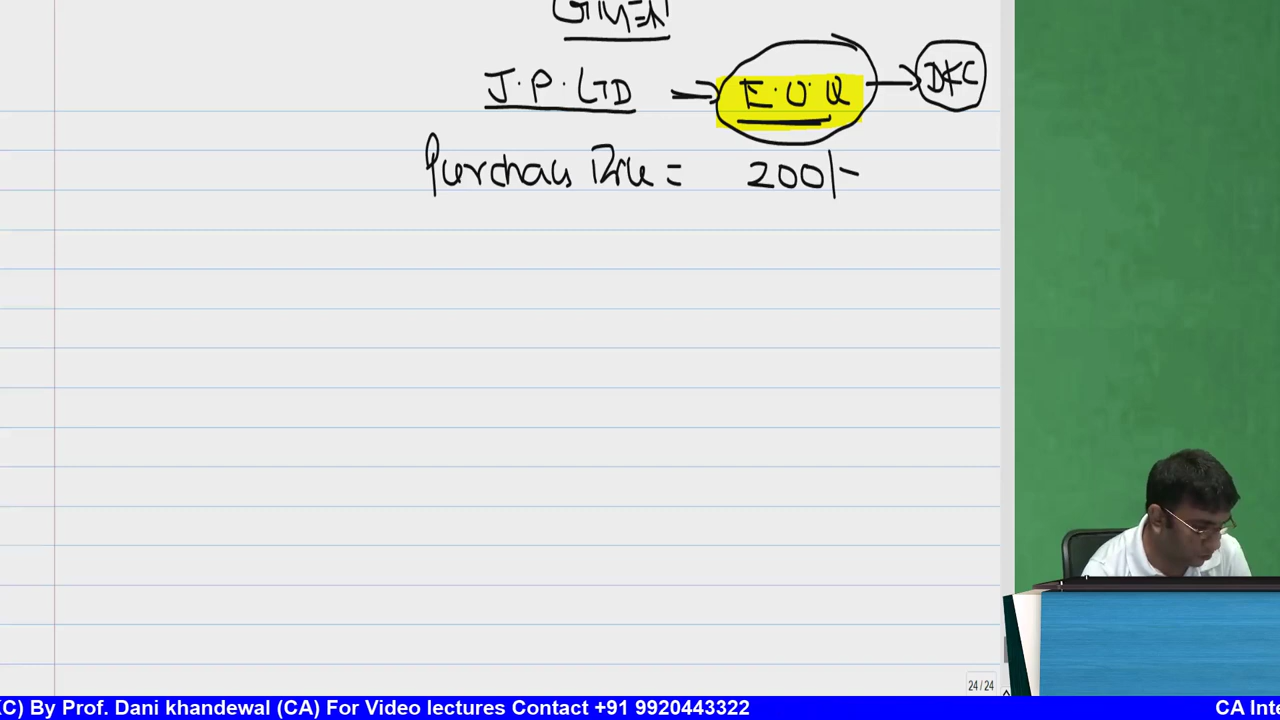 Given
J.P. LTD → E.O.Q → DKC
Purchase Price = 200/-
24 / 24
KC) By Prof. Dani khandewal (CA) For Video lectures Contact +91 9920443322 CA Inte